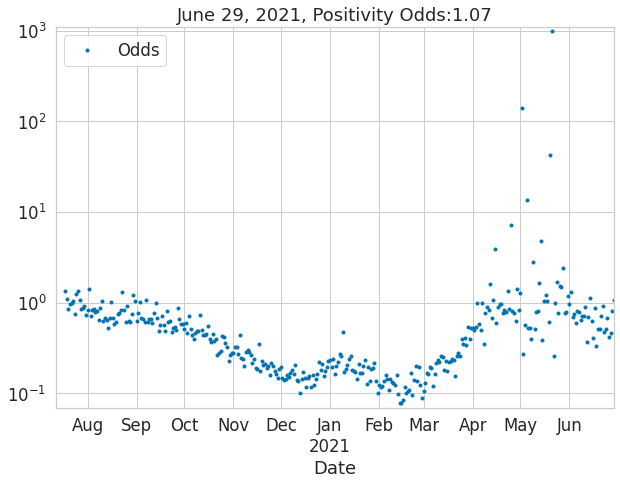 June 29, 2021, Positivity Odds:1.07
10³
Odds
10²
10¹
10⁰
10⁻¹
Aug Sep Oct Nov Dec Jan Feb Mar Apr May Jun
2021
Date